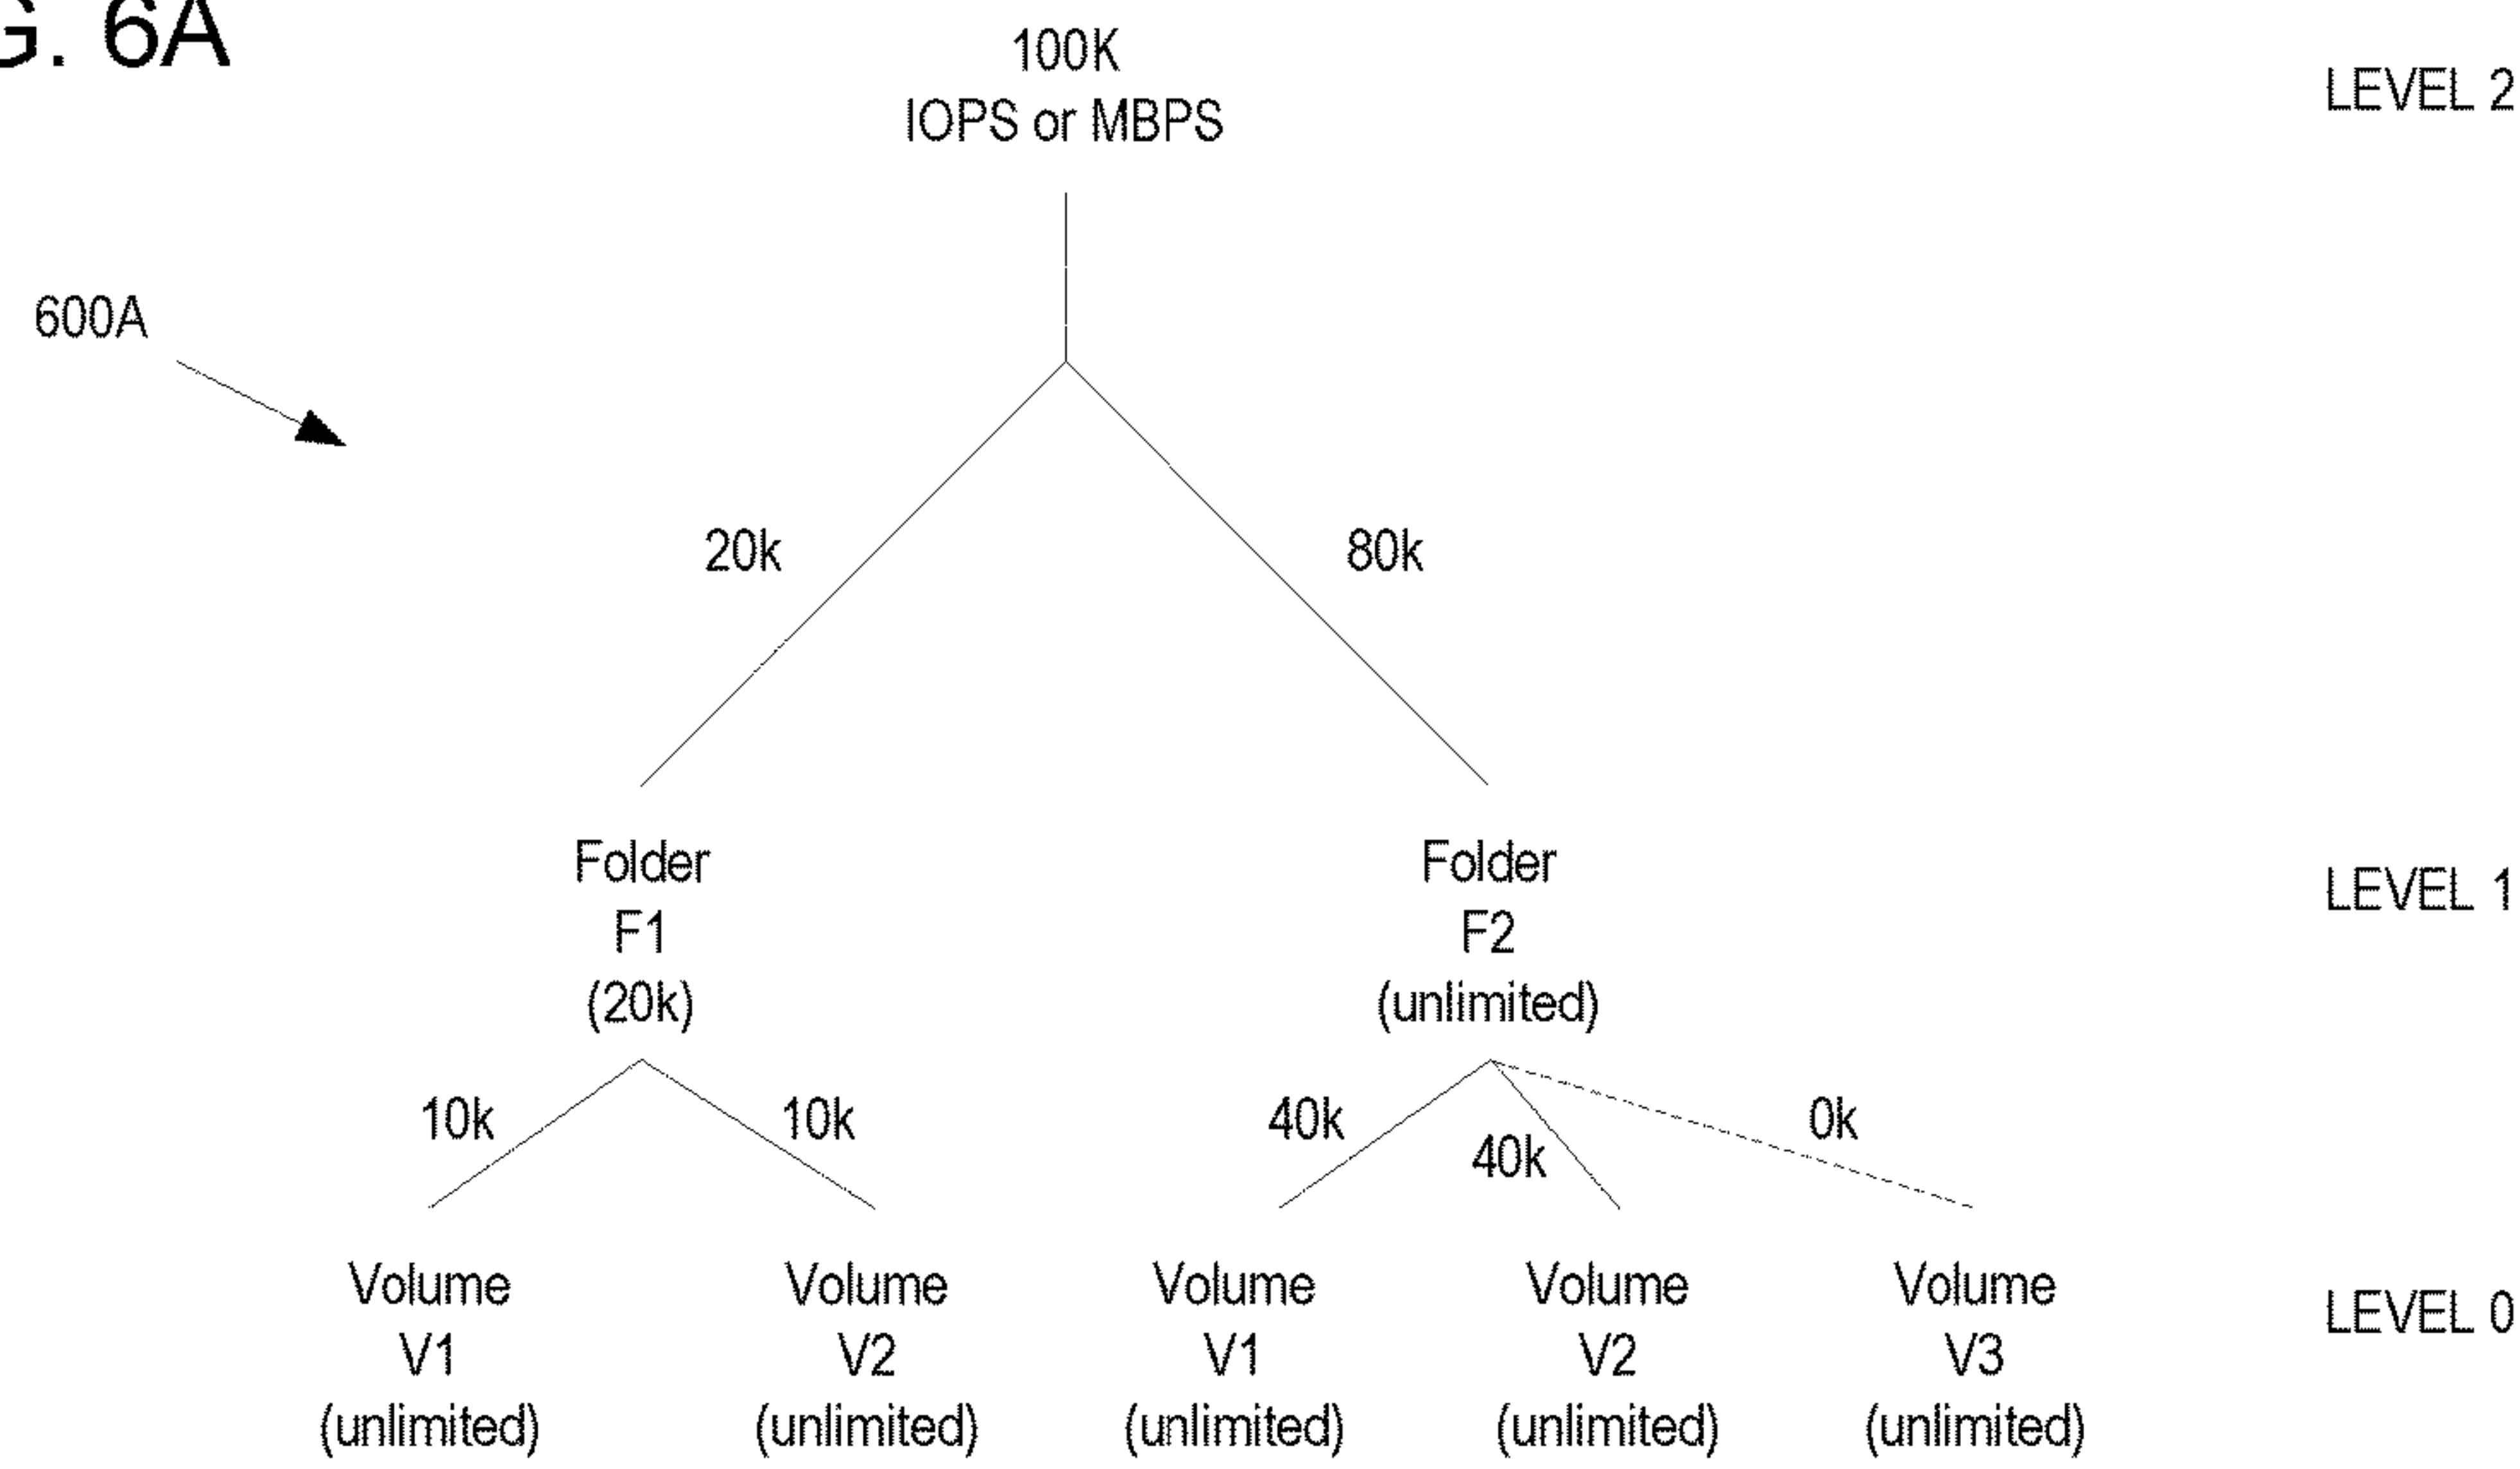 G. 6A
100K
IOPS or MBPS
LEVEL 2
600A
20k
80k
Folder
F1
(20k)
Folder
F2
(unlimited)
LEVEL 1
10k
10k
40k
40k
0k
Volume
V1
(unlimited)
Volume
V2
(unlimited)
Volume
V1
(unlimited)
Volume
V2
(unlimited)
Volume
V3
(unlimited)
LEVEL 0